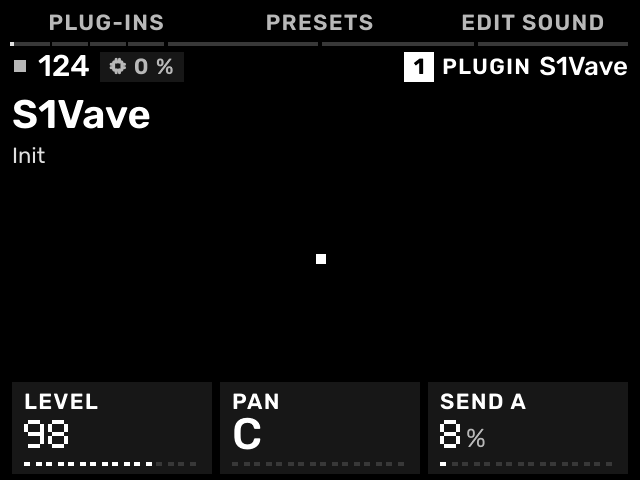 PLUG-INS PRESETS EDIT SOUND
124 0 % 1 PLUGIN S1Vave
S1Vave
Init
LEVEL PAN SEND A
98 C 8 %